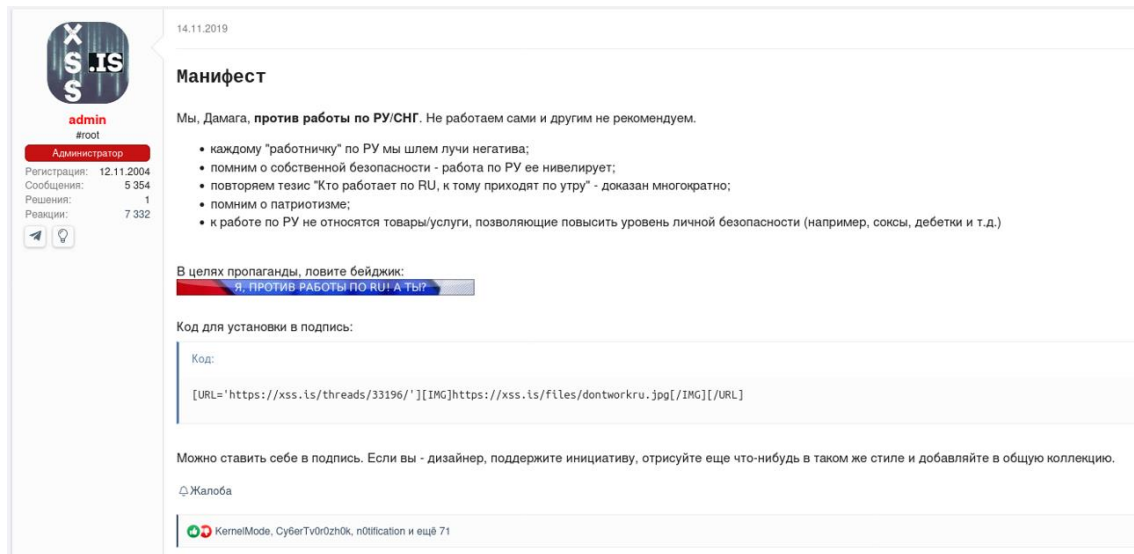 XSS.IS
14.11.2019
Манифест
admin
#root
Администратор
Регистрация: 12.11.2004
Сообщения: 5 354
Решения: 1
Реакции: 7 332
Мы, Дамага, против работы по РУ/СНГ. Не работаем сами и другим не рекомендуем.
• каждому "работничку" по РУ мы шлем лучи негатива;
• помним о собственной безопасности - работа по РУ ее нивелирует;
• повторяем тезис "Кто работает по RU, к тому приходят по утру" - доказан многократно;
• помним о патриотизме;
• к работе по РУ не относятся товары/услуги, позволяющие повысить уровень личной безопасности (например, соксы, дебетки и т.д.)
В целях пропаганды, ловите бейджик:
Я, ПРОТИВ РАБОТЫ ПО RU! А ТЫ?
Код для установки в подпись:
Код:
[URL='https://xss.is/threads/33196/'][IMG]https://xss.is/files/dontworkru.jpg[/IMG][/URL]
Можно ставить себе в подпись. Если вы - дизайнер, поддержите инициативу, отрисуйте еще что-нибудь в таком же стиле и добавляйте в общую коллекцию.
Жалоба
KernelMode, Cy6erTv0r0zh0k, n0tification и ещё 71